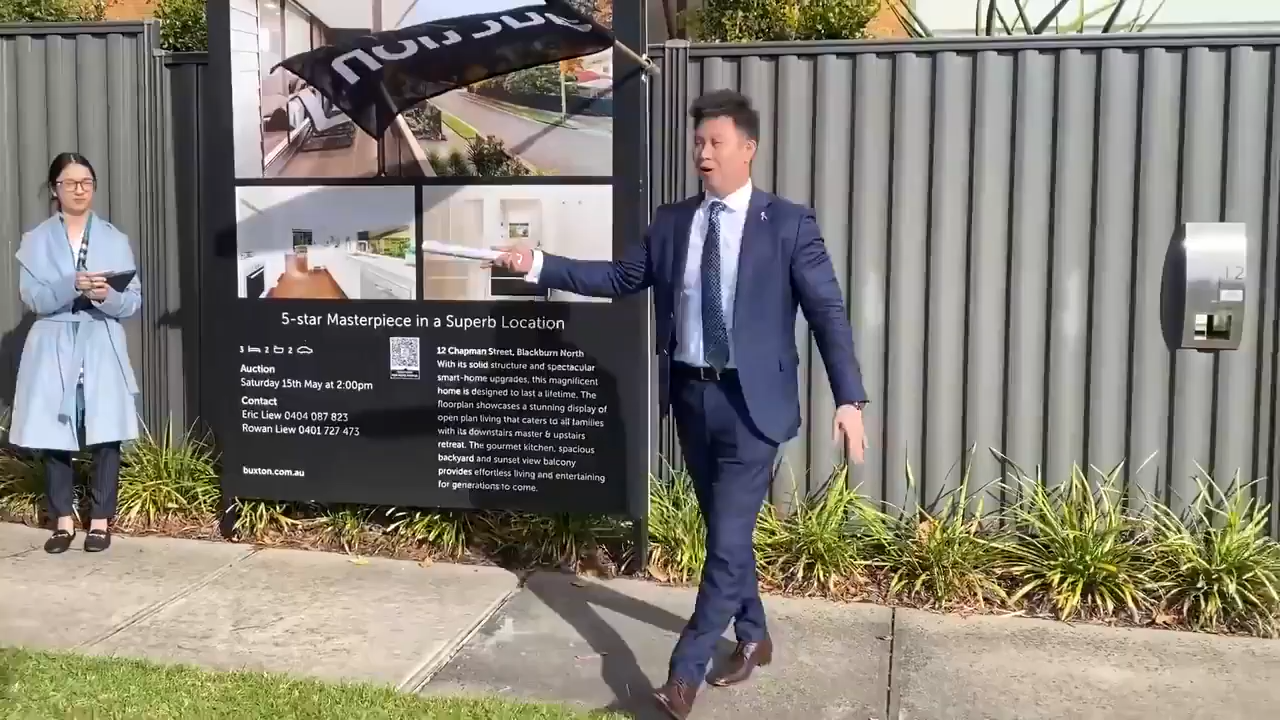 AUCTION
5-star Masterpiece in a Superb Location
3 2 2
Auction
Saturday 15th May at 2:00pm
Contact
Eric Liew 0404 087 823
Rowan Liew 0401 727 473
buxton.com.au
12 Chapman Street, Blackburn North
With its solid structure and spectacular
smart-home upgrades, this magnificent
home is designed to last a lifetime. The
floorplan showcases a stunning display of
open plan living that caters to all families
with its downstairs master & upstairs
retreat. The gourmet kitchen, spacious
backyard and sunset view balcony
provides effortless living and entertaining
for generations to come.
12